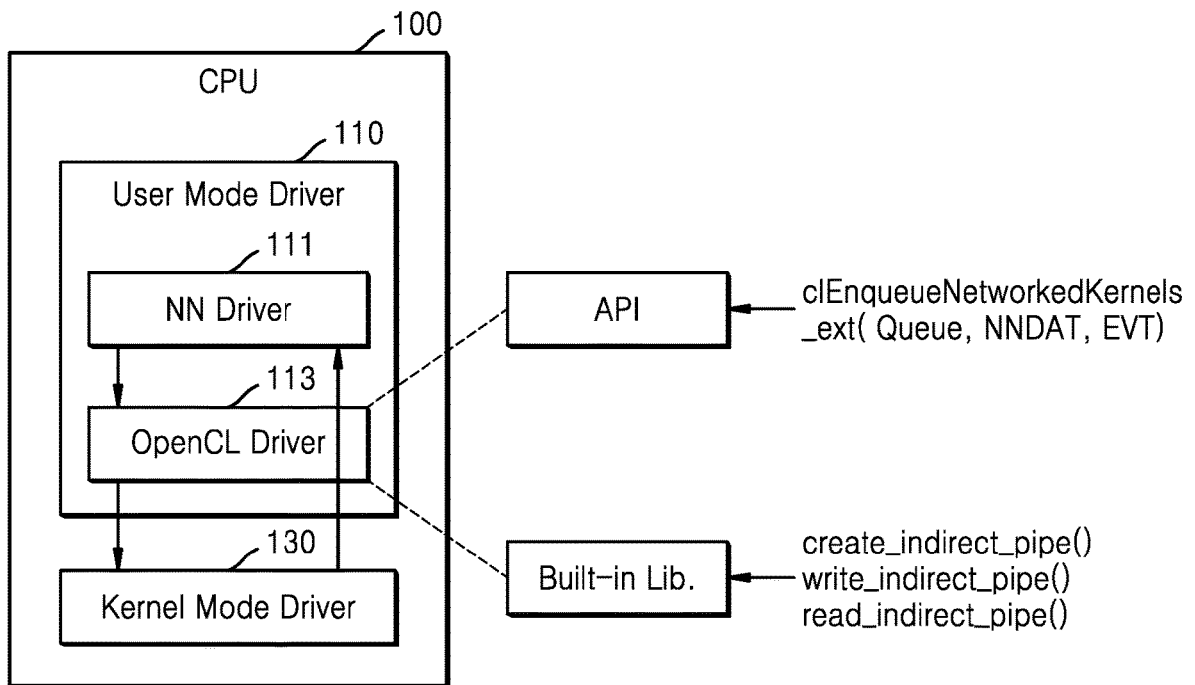 100
CPU
110
User Mode Driver
111
NN Driver
API
clEnqueueNetworkedKernels
_ext( Queue, NNDAT, EVT)
113
OpenCL Driver
130
Kernel Mode Driver
Built-in Lib.
create_indirect_pipe()
write_indirect_pipe()
read_indirect_pipe()